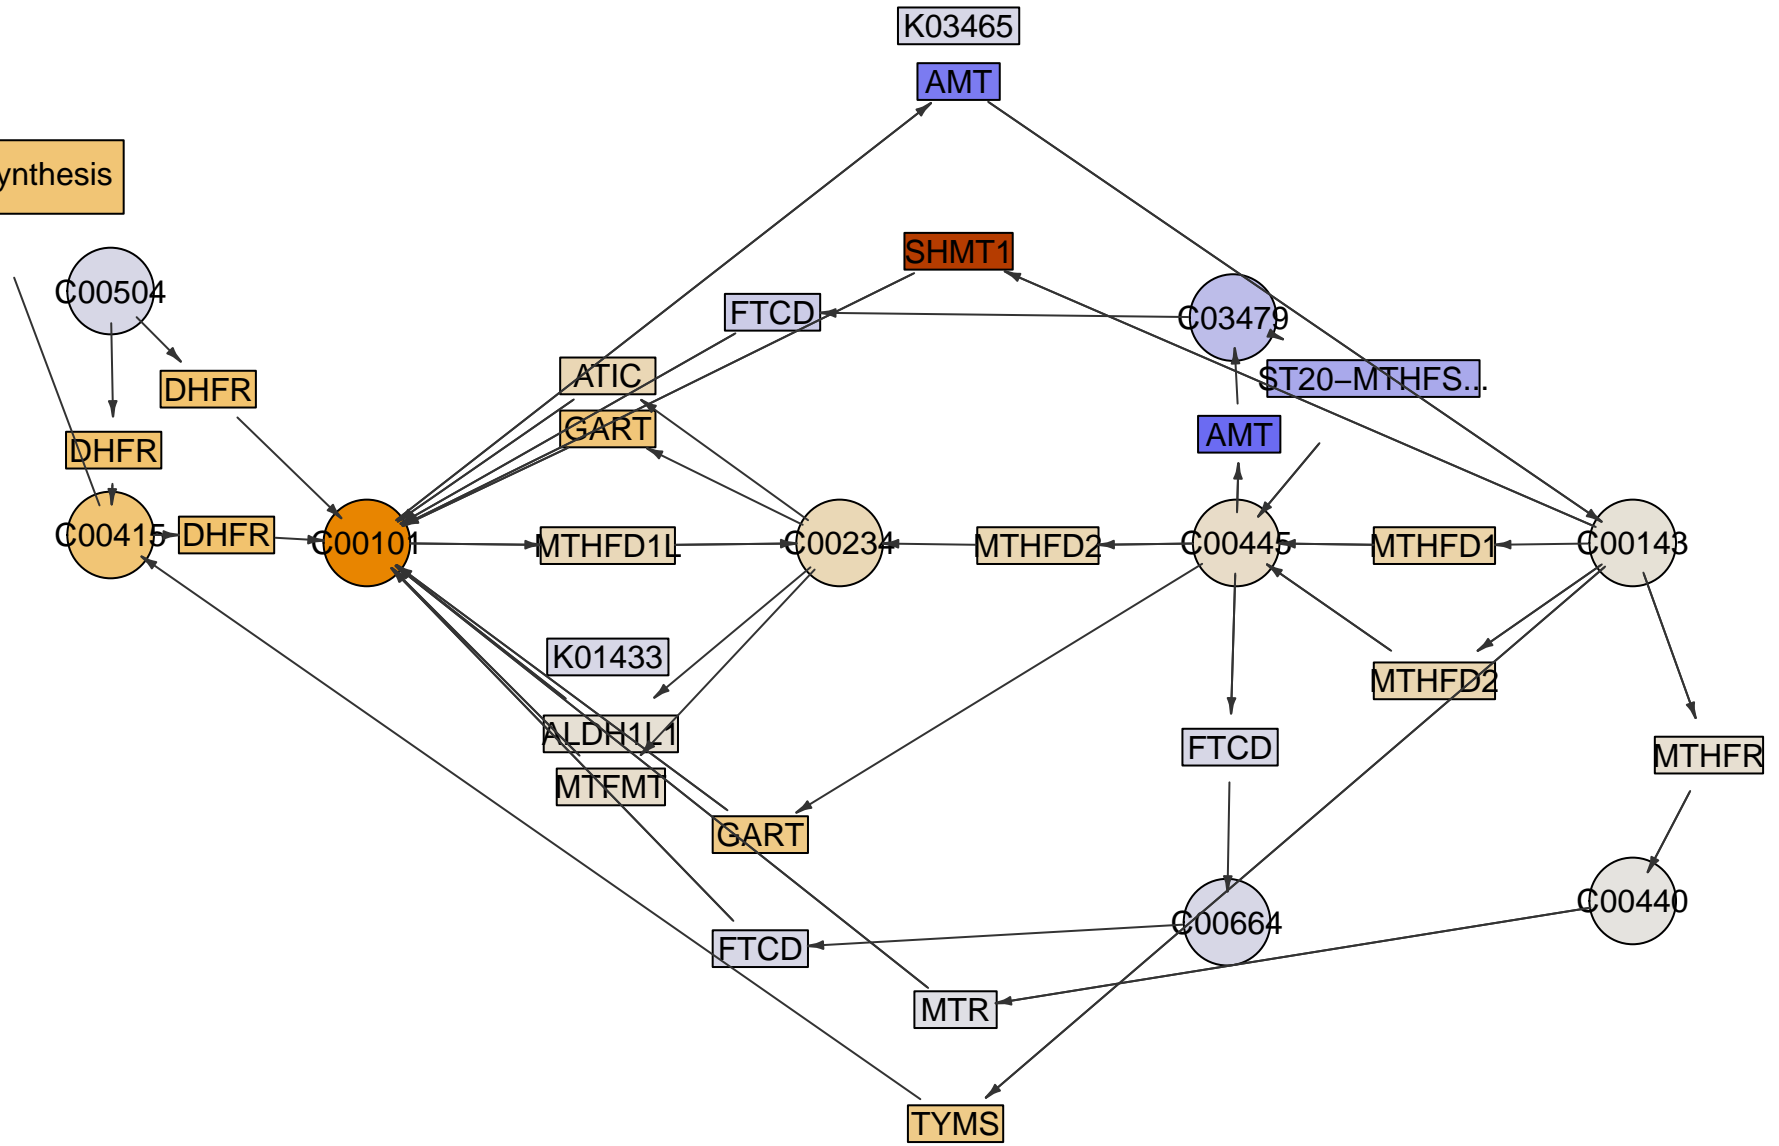 K03465
AMT
ynthesis
SHMT1
C00504
FTCD
C03479
ATIC
ST20−MTHFS...
DHFR
GART
AMT
DHFR
C00415
DHFR
C00101
MTHFD1L
C00234
MTHFD2
C00445
MTHFD1
C00143
K01433
MTHFD2
ALDH1L1
FTCD
MTHFR
MTFMT
GART
C00440
C00664
FTCD
MTR
TYMS